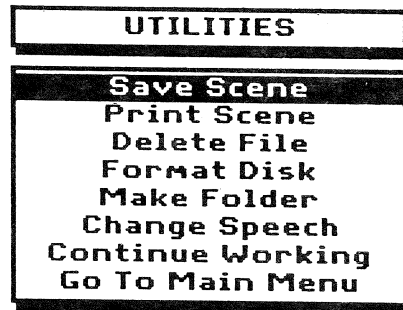 UTILITIES
Save Scene
Print Scene
Delete File
Format Disk
Make Folder
Change Speech
Continue Working
Go To Main Menu